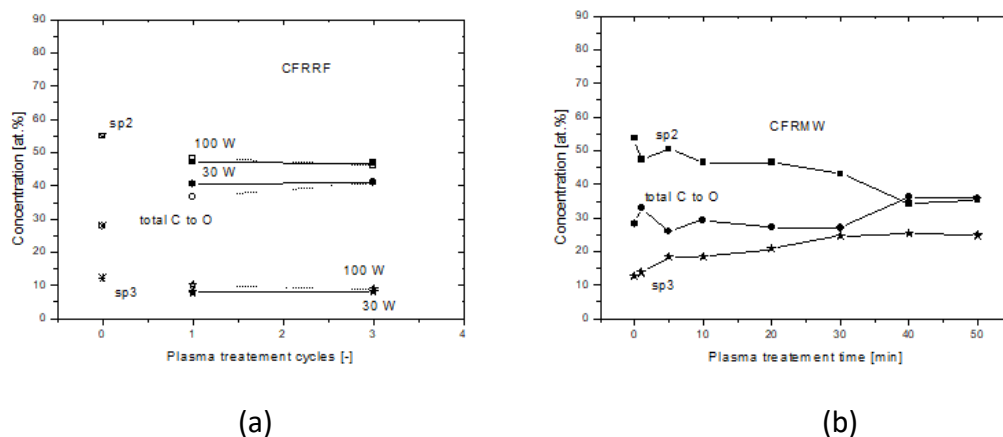 90
80
70
60
50
40
30
20
10
0
Concentration [at.%]
CFRRF
sp2
100 W
30 W
total C to O
sp3
100 W
30 W
0 1 2 3 4
Plasma treatement cycles [-]
(a)
90
80
70
60
50
40
30
20
10
0
Concentration [at.%]
CFRMW
sp2
total C to O
sp3
0 10 20 30 40 50
Plasma treatement time [min]
(b)